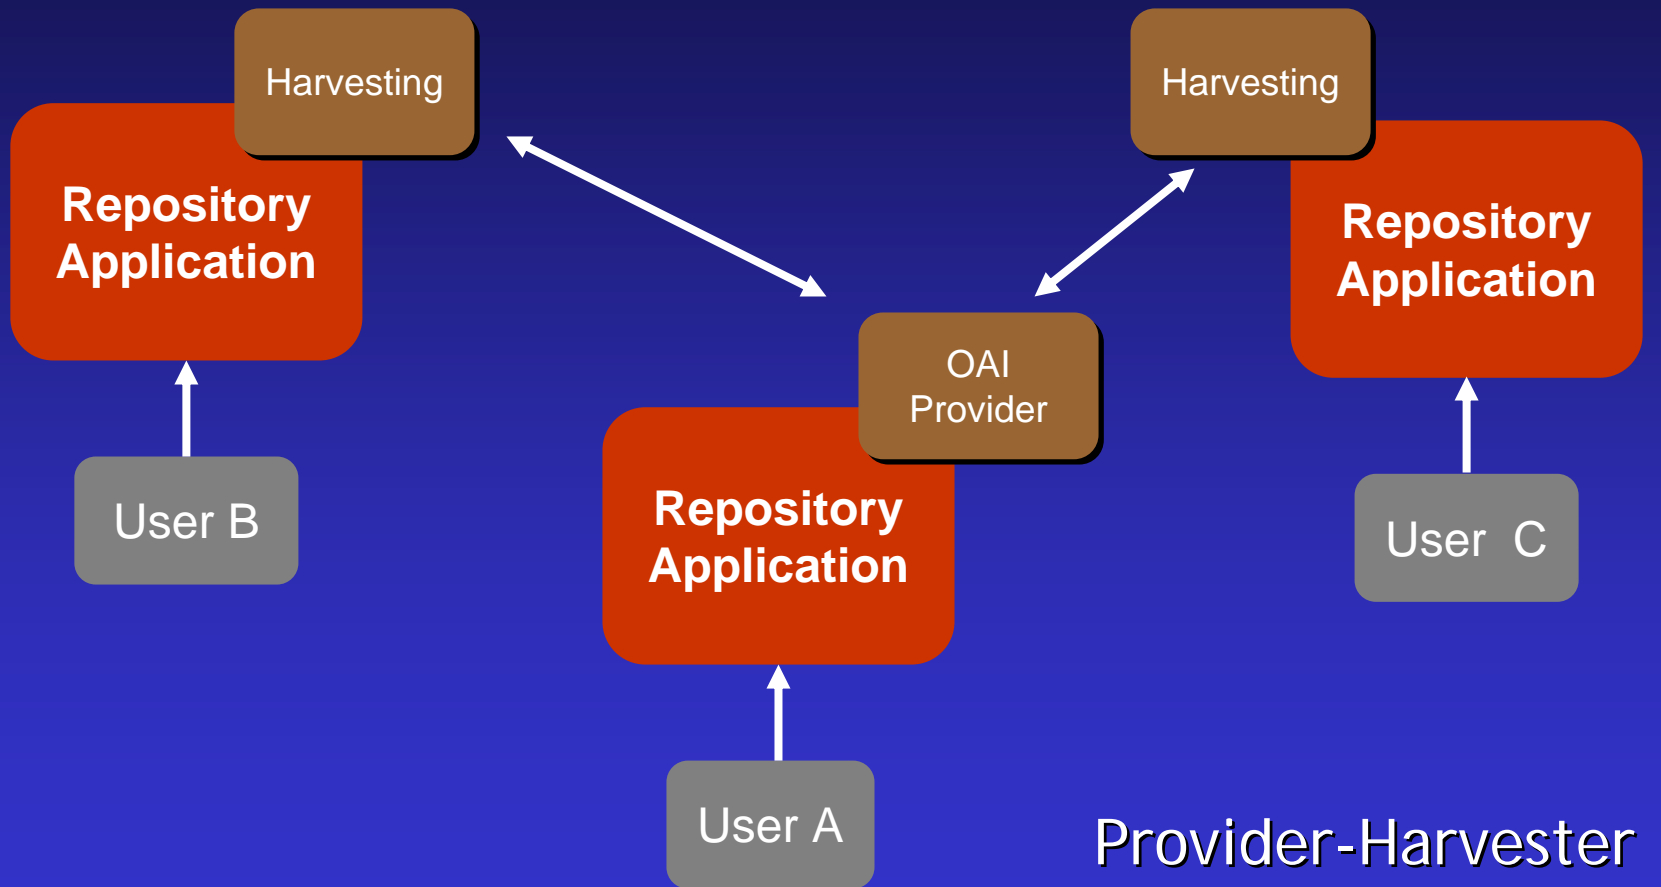 Harvesting
Repository
Application
User B
Harvesting
Repository
Application
User  C
OAI
Provider
Repository
Application
User A
Provider-Harvester